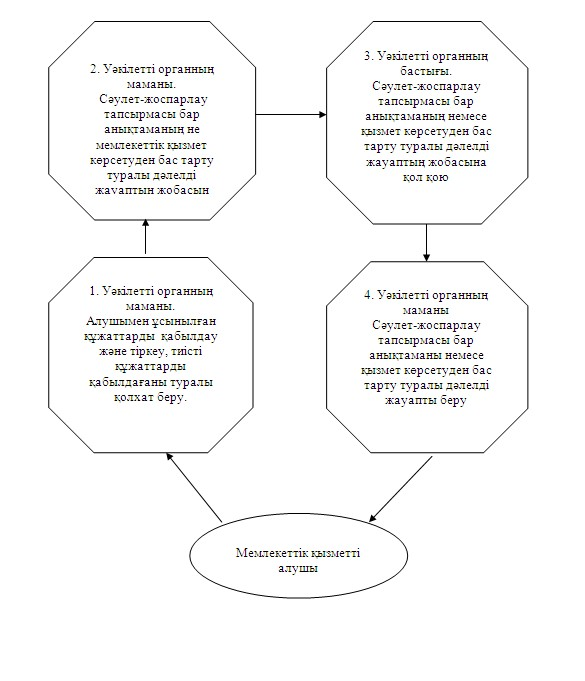 2. Уәкілетті органның
маманы.
Сәулет-жоспарлау
тапсырмасы бар
анықтаманың не
мемлекеттік қызмет
көрсетуден бас тарту
туралы дәлелді
жауаптың жобасын
3. Уәкілетті органның
бастығы.
Сәулет-жоспарлау
тапсырмасы бар
анықтаманың немесе
қызмет көрсетуден бас
тарту туралы дәлелді
жауаптың жобасына
қол қою
1. Уәкілетті органның
маманы.
Алушымен ұсынылған
құжаттарды қабылдау
және тіркеу, тиісті
құжаттарды
қабылдағаны туралы
қолхат беру.
4. Уәкілетті органның
маманы
Сәулет-жоспарлау
тапсырмасы бар
анықтаманы немесе
қызмет көрсетуден бас
тарту туралы дәлелді
жауапты беру
Мемлекеттік қызметті
алушы